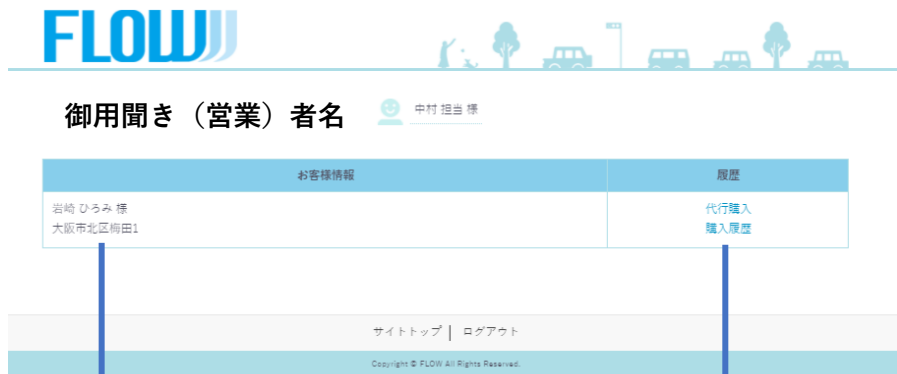 FLOW
御用聞き（営業）者名
中村 担当 様
お客様情報 履歴
岩崎 ひろみ 様 代行購入
大阪市北区梅田1 購入履歴
サイトトップ | ログアウト
Copyright © FLOW All Rights Reserved.